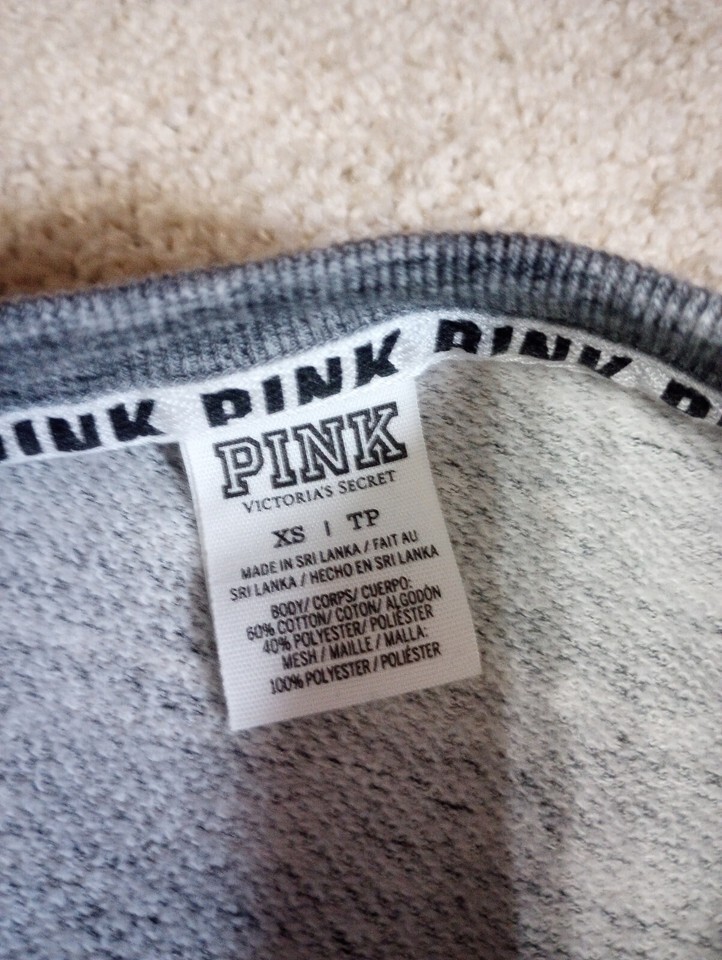 INK PINK PINK P
PINK
VICTORIA'S SECRET
XS | TP
MADE IN SRI LANKA / FAIT AU
SRI LANKA / HECHO EN SRI LANKA
BODY/ CORPS/ CUERPO:
60% COTTON/ COTON/ ALGODÓN
40% POLYESTER/ POLIÉSTER
MESH / MAILLE / MALLA:
100% POLYESTER / POLIÉSTER